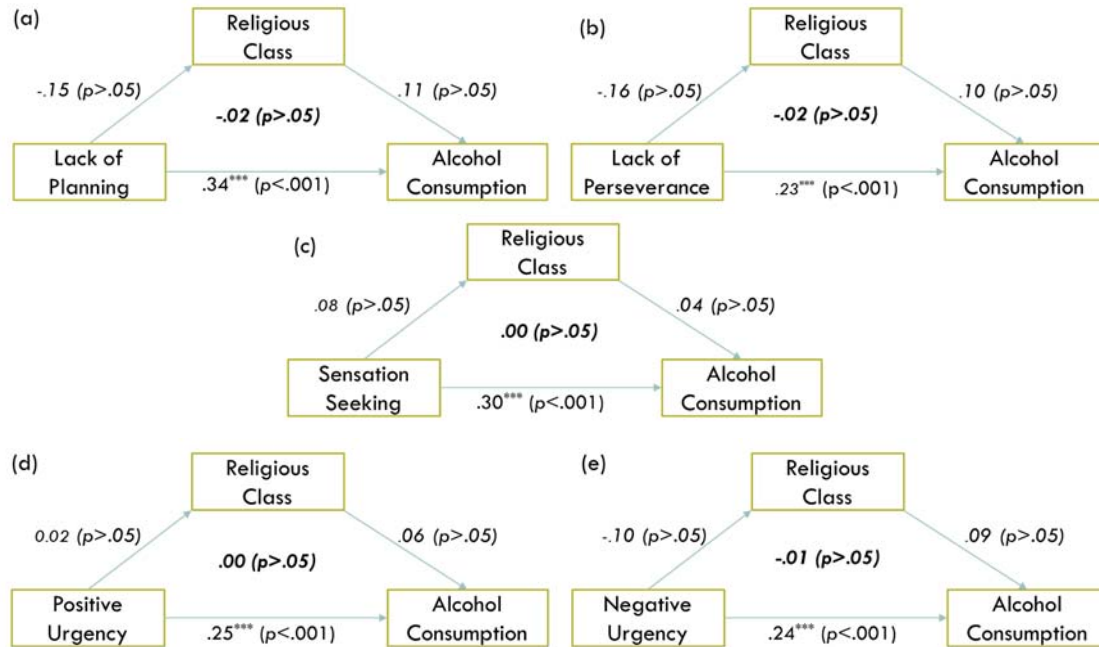 (a)
Religious
Class
-.15 (p>.05)
.11 (p>.05)
-.02 (p>.05)
Lack of
Planning
.34*** (p<.001)
Alcohol
Consumption
(b)
Religious
Class
-.16 (p>.05)
.10 (p>.05)
-.02 (p>.05)
Lack of
Perseverance
.23*** (p<.001)
Alcohol
Consumption
(c)
Religious
Class
.08 (p>.05)
.04 (p>.05)
.00 (p>.05)
Sensation
Seeking
.30*** (p<.001)
Alcohol
Consumption
(d)
Religious
Class
0.02 (p>.05)
.06 (p>.05)
.00 (p>.05)
Positive
Urgency
.25*** (p<.001)
Alcohol
Consumption
(e)
Religious
Class
-.10 (p>.05)
.09 (p>.05)
-.01 (p>.05)
Negative
Urgency
.24*** (p<.001)
Alcohol
Consumption